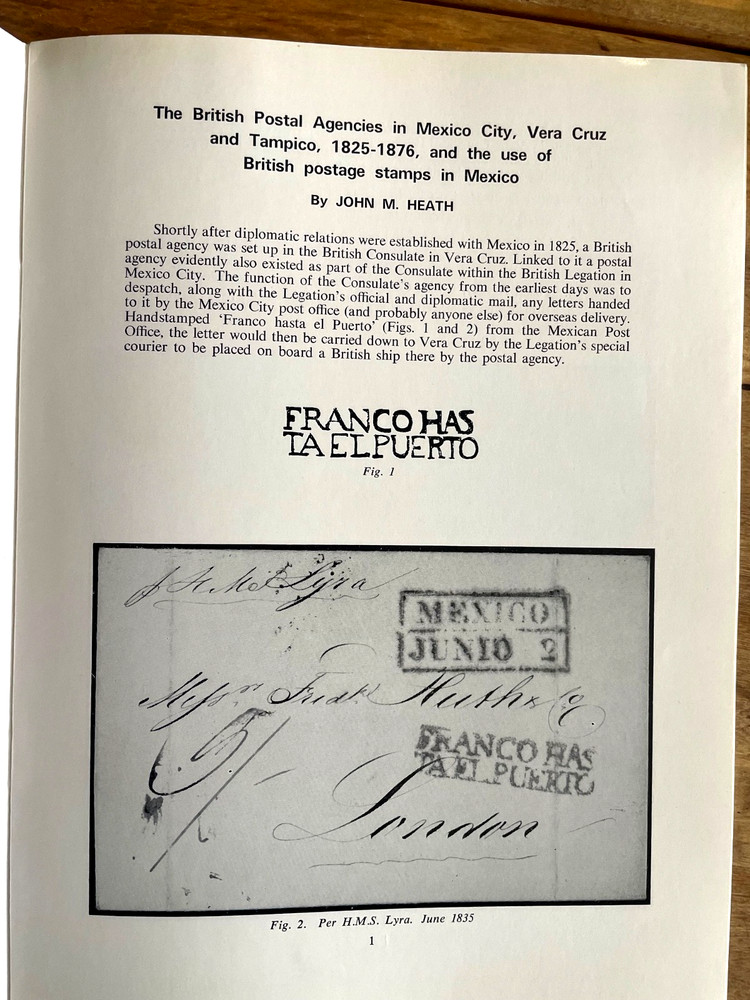 The British Postal Agencies in Mexico City, Vera Cruz
and Tampico, 1825-1876, and the use of
British postage stamps in Mexico
By JOHN M. HEATH
Shortly after diplomatic relations were established with Mexico in 1825, a British
postal agency was set up in the British Consulate in Vera Cruz. Linked to it a postal
agency evidently also existed as part of the Consulate within the British Legation in
Mexico City. The function of the Consulate's agency from the earliest days was to
despatch, along with the Legation's official and diplomatic mail, any letters handed
to it by the Mexico City post office (and probably anyone else) for overseas delivery.
Handstamped 'Franco hasta el Puerto' (Figs. 1 and 2) from the Mexican Post
Office, the letter would then be carried down to Vera Cruz by the Legation's special
courier to be placed on board a British ship there by the postal agency.
FRANCO HAS
TA EL PUERTO
Fig. 1
p H.M.S Lyra
MEXICO
JUNIO 2
Messrs Fredk Huth & Co
5/-
FRANCO HAS
TA EL PUERTO
London
Fig. 2. Per H.M.S. Lyra. June 1835
1